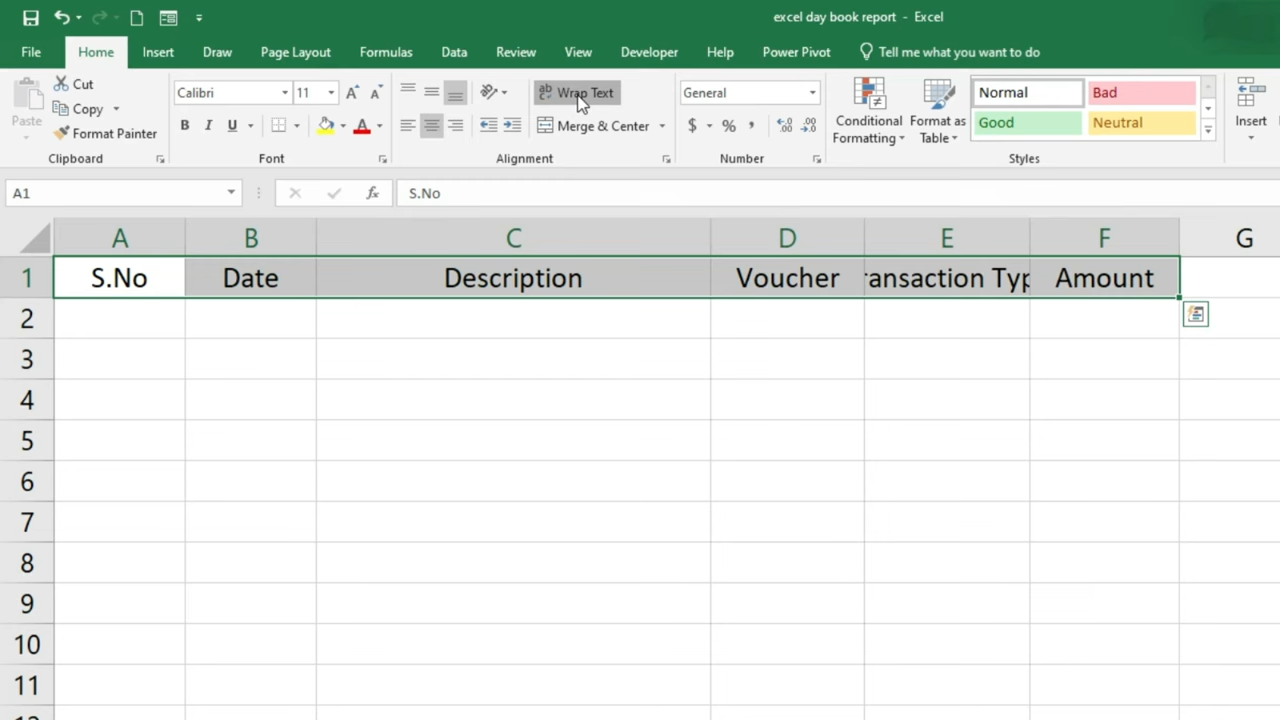 excel day book report - Excel
File Home Insert Draw Page Layout Formulas Data Review View Developer Help Power Pivot Tell me what you want to do
Paste
Cut
Copy
Format Painter
Clipboard
Calibri 11
B I U
Font
Wrap Text
Merge & Center
Alignment
General
$ % ,
Number
Conditional
Formatting
Format as
Table
Normal Bad
Good Neutral
Styles
Insert
A1 fx S.No
A B C D E F G
1 S.No Date Description Voucher ansaction Typ Amount
2
3
4
5
6
7
8
9
10
11